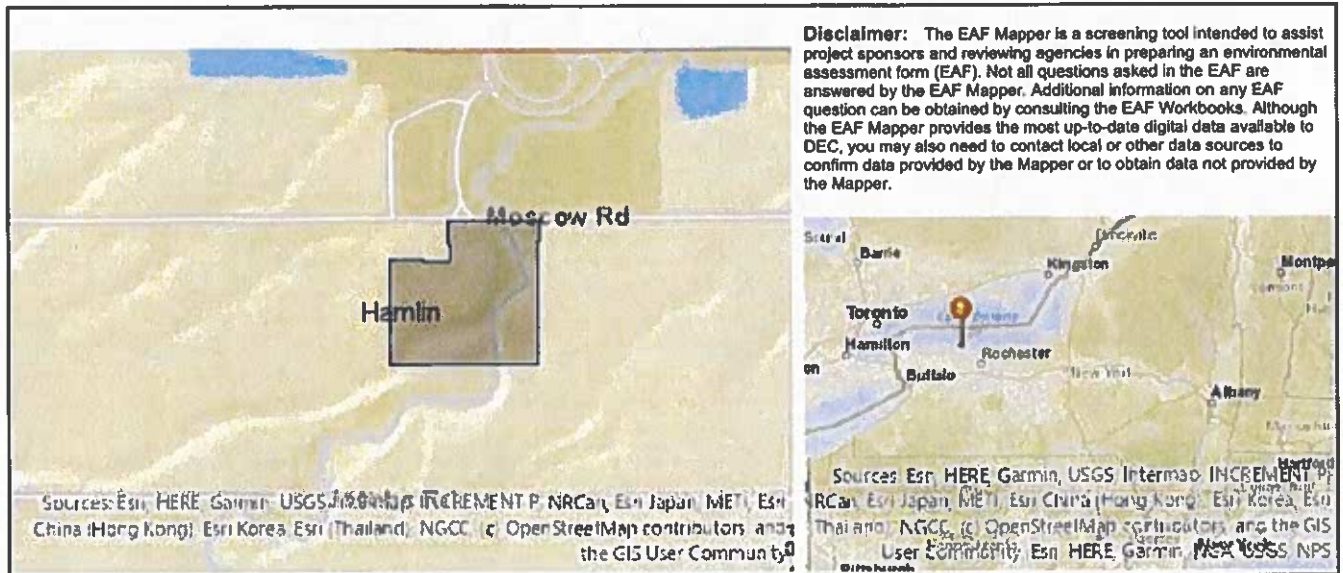 Disclaimer: The EAF Mapper is a screening tool intended to assist
project sponsors and reviewing agencies in preparing an environmental
assessment form (EAF). Not all questions asked in the EAF are
answered by the EAF Mapper. Additional information on any EAF
question can be obtained by consulting the EAF Workbooks. Although
the EAF Mapper provides the most up-to-date digital data available to
DEC, you may also need to contact local or other data sources to
confirm data provided by the Mapper or to obtain data not provided by
the Mapper.
Moscow Rd
Hamlin
Sources: Esri, HERE, Garmin, USGS, INCREMENT P, NRCan, Esri Japan, METI, Esri
China (Hong Kong), Esri Korea, Esri (Thailand), NGCC, (c) OpenStreetMap contributors, and
the GIS User Community
Barrie
Kingston
Montpe
Toronto
Hamilton
Rochester
Buffalo
New York
Albany
Hartford
Sources: Esri, HERE, Garmin, USGS, Intermap, INCREMENT P,
RCan, Esri Japan, METI, Esri China (Hong Kong), Esri Korea, Esri
Thailand), NGCC, (c) OpenStreetMap contributors, and the GIS
User Community, Esri, HERE, Garmin, USGS, NPS
New York
Pittsburgh